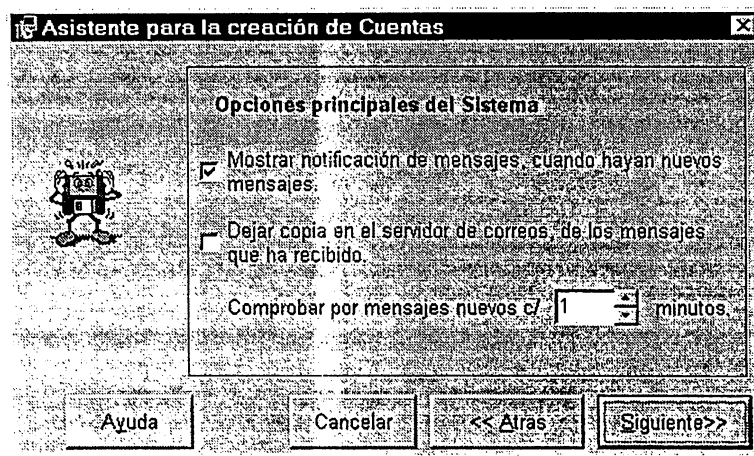 Asistente para la creación de Cuentas
Opciones principales del Sistema
Mostrar notificación de mensajes, cuando hayan nuevos
mensajes.
Dejar copia en el servidor de correos, de los mensajes
que ha recibido.
Comprobar por mensajes nuevos c/ 1 minutos.
Ayuda Cancelar << Atras Siguiente>>